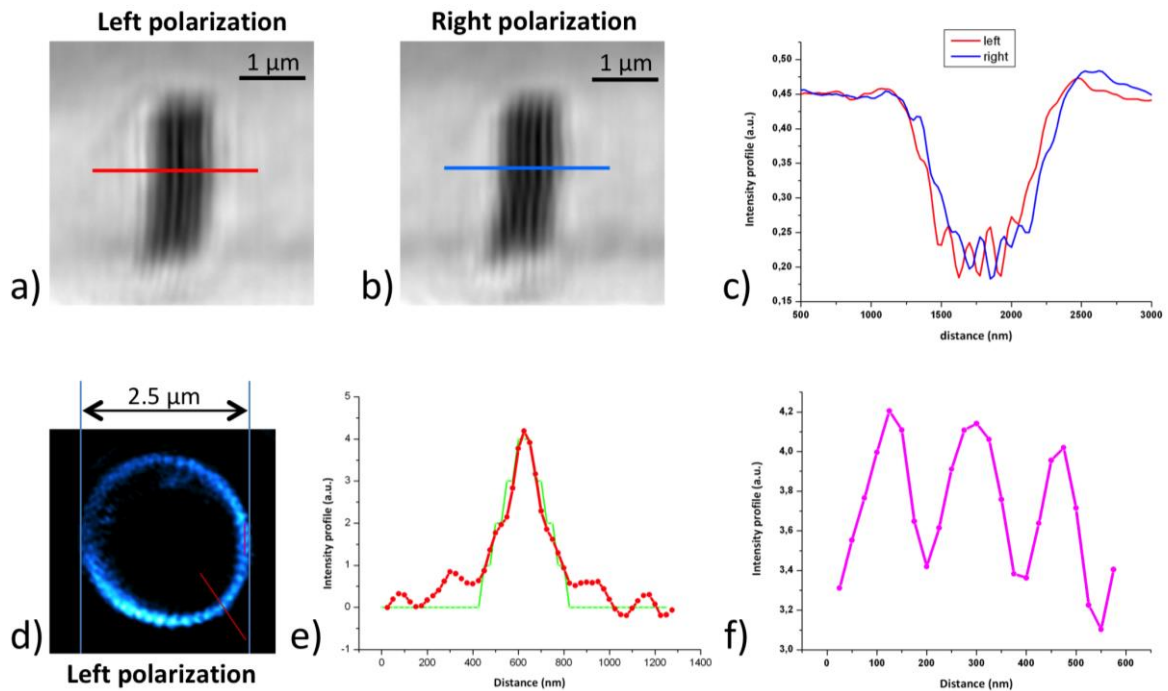 Left polarization
Right polarization
1 µm
1 µm
a)
b)
left
right
0,50
0,45
0,40
0,35
0,30
0,25
0,20
0,15
Intensity profile (a.u.)
500
1000
1500
2000
2500
3000
distance (nm)
c)
2.5 µm
d)
Left polarization
5
4
3
2
1
0
-1
Intensity profile (a.u.)
0
200
400
600
800
1000
1200
1400
Distance (nm)
e)
4,2
4,0
3,8
3,6
3,4
3,2
3,0
Intensity profile (a.u.)
0
100
200
300
400
500
600
Distance (nm)
f)